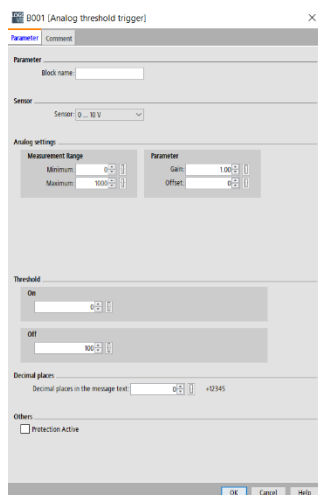 B001 [Analog threshold trigger]
Parameter Comment
Parameter
Block name:
Sensor
Sensor: 0 ... 10 V
Analog settings
Measurement Range Parameter
Minimum: 0 Gain: 1.00
Maximum: 1000 Offset: 0
Threshold
On
0
Off
100
Decimal places
Decimal places in the message text: 0 +12345
Others
Protection Active
OK Cancel Help